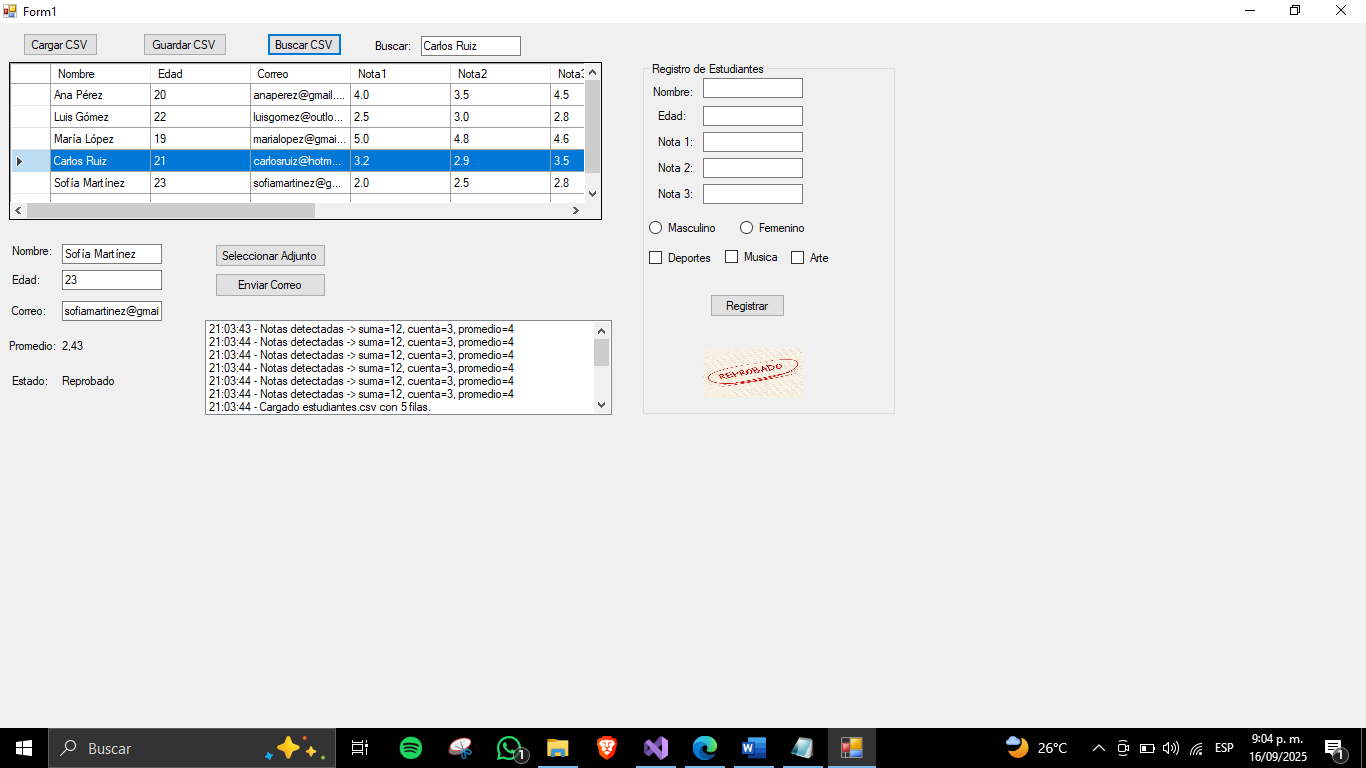 Form1
Cargar CSV Guardar CSV Buscar CSV Buscar: Carlos Ruiz
Nombre Edad Correo Nota1 Nota2 Nota3
Ana Pérez 20 anaperez@gmail.... 4.0 3.5 4.5
Luis Gómez 22 luisgomez@outlo... 2.5 3.0 2.8
María López 19 marialopez@gmai... 5.0 4.8 4.6
Carlos Ruiz 21 carlosruiz@hotm... 3.2 2.9 3.5
Sofía Martínez 23 sofiamartinez@g... 2.0 2.5 2.8
Nombre: Sofía Martínez
Edad: 23
Correo: sofiamartinez@gmai
Promedio: 2,43
Estado: Reprobado
Seleccionar Adjunto
Enviar Correo
21:03:43 - Notas detectadas -> suma=12, cuenta=3, promedio=4
21:03:44 - Notas detectadas -> suma=12, cuenta=3, promedio=4
21:03:44 - Notas detectadas -> suma=12, cuenta=3, promedio=4
21:03:44 - Notas detectadas -> suma=12, cuenta=3, promedio=4
21:03:44 - Notas detectadas -> suma=12, cuenta=3, promedio=4
21:03:44 - Notas detectadas -> suma=12, cuenta=3, promedio=4
21:03:44 - Cargado estudiantes.csv con 5 filas.
Registro de Estudiantes
Nombre:
Edad:
Nota 1:
Nota 2:
Nota 3:
Masculino Femenino
Deportes Musica Arte
Registrar
REPROBADO
Buscar 1 26°C ESP 9:04 p. m. 1
16/09/2025